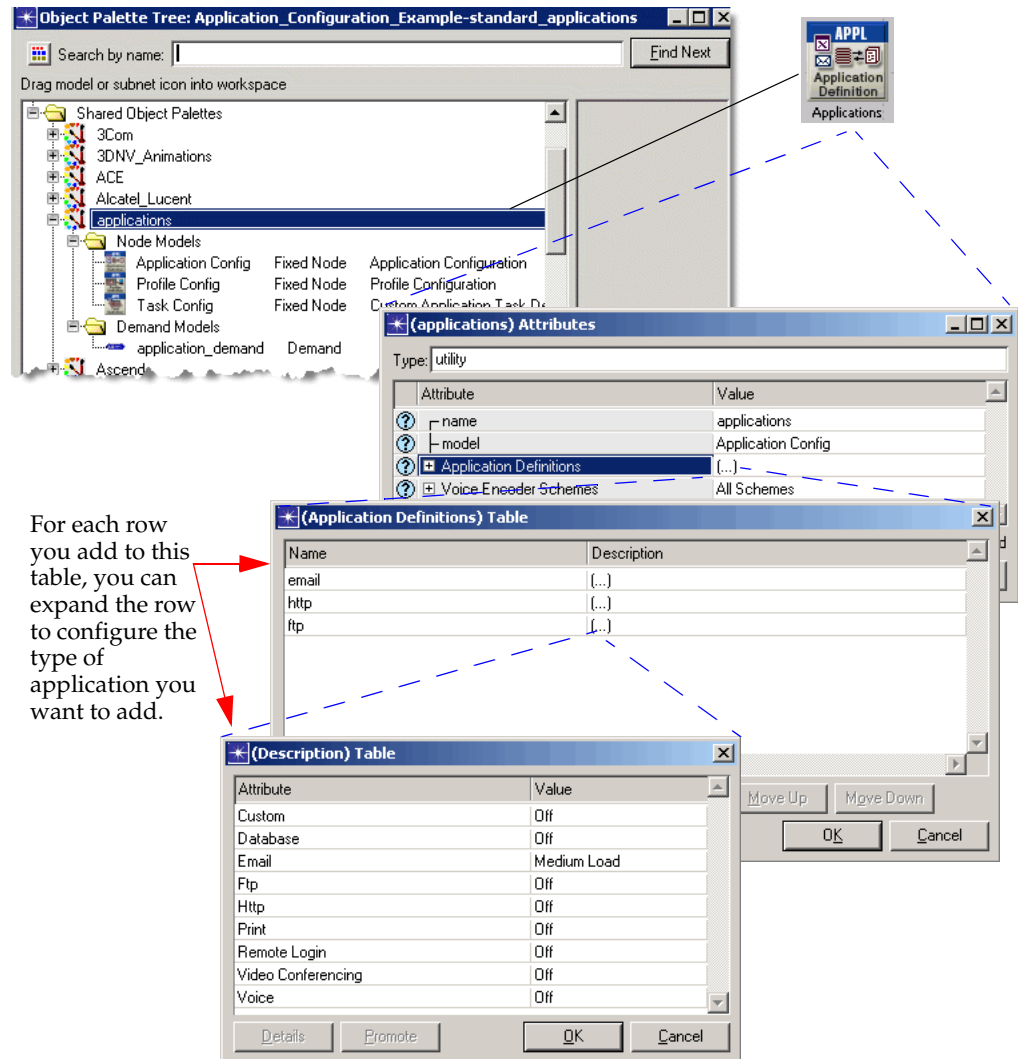 Object Palette Tree: Application_Configuration_Example-standard_applications
Search by name:
Find Next
Drag model or subnet icon into workspace
Shared Object Palettes
3Com
3DNV_Animations
ACE
Alcatel_Lucent
applications
Node Models
Application Config Fixed Node Application Configuration
Profile Config Fixed Node Profile Configuration
Task Config Fixed Node Custom Application Task De
Demand Models
application_demand Demand
Ascend
APPL
Application
Definition
Applications
(applications) Attributes
Type: utility
Attribute Value
name applications
model Application Config
Application Definitions (...)
Voice Encoder Schemes All Schemes
For each row
you add to this
table, you can
expand the row
to configure the
type of
application you
want to add.
(Application Definitions) Table
Name Description
email (...)
http (...)
ftp (...)
Move Up Move Down
OK Cancel
(Description) Table
Attribute Value
Custom Off
Database Off
Email Medium Load
Ftp Off
Http Off
Print Off
Remote Login Off
Video Conferencing Off
Voice Off
Details Promote OK Cancel